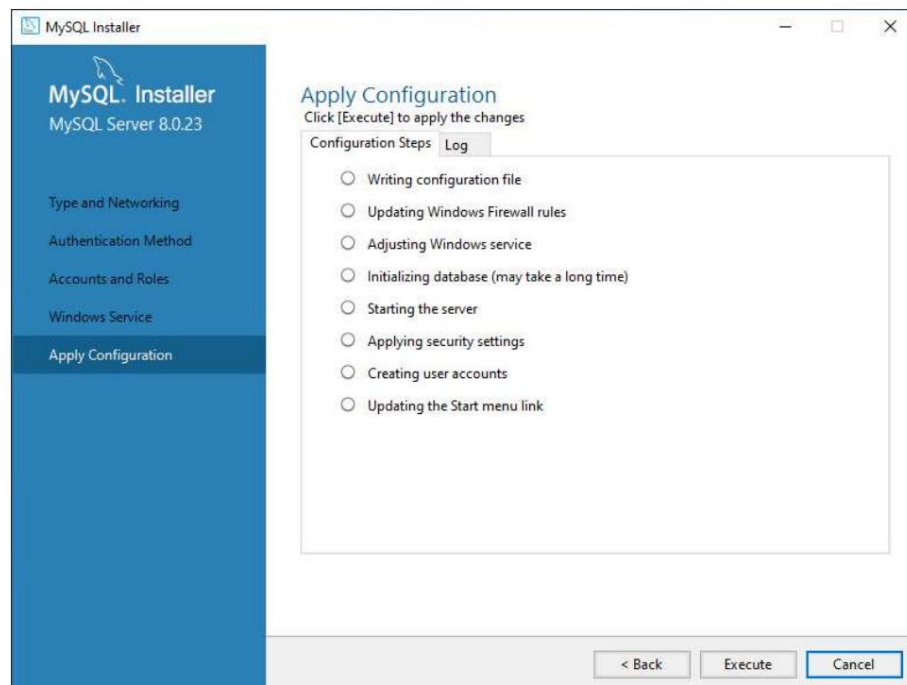 MySQL Installer
MySQL. Installer
MySQL Server 8.0.23
Type and Networking
Authentication Method
Accounts and Roles
Windows Service
Apply Configuration
Apply Configuration
Click [Execute] to apply the changes
Configuration Steps Log
Writing configuration file
Updating Windows Firewall rules
Adjusting Windows service
Initializing database (may take a long time)
Starting the server
Applying security settings
Creating user accounts
Updating the Start menu link
< Back Execute Cancel